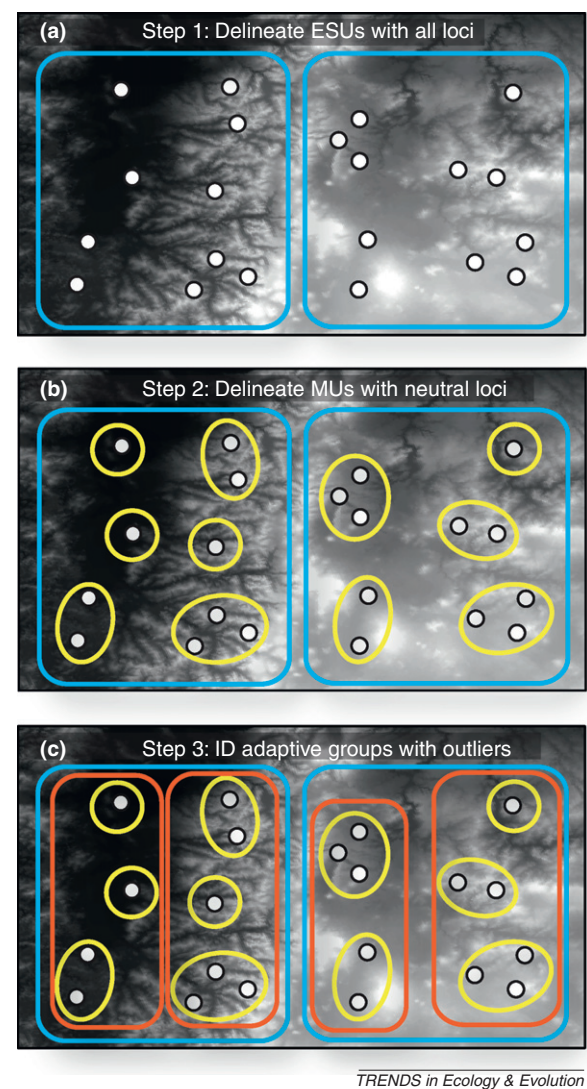 (a) Step 1: Delineate ESUs with all loci
(b) Step 2: Delineate MUs with neutral loci
(c) Step 3: ID adaptive groups with outliers
TRENDS in Ecology & Evolution